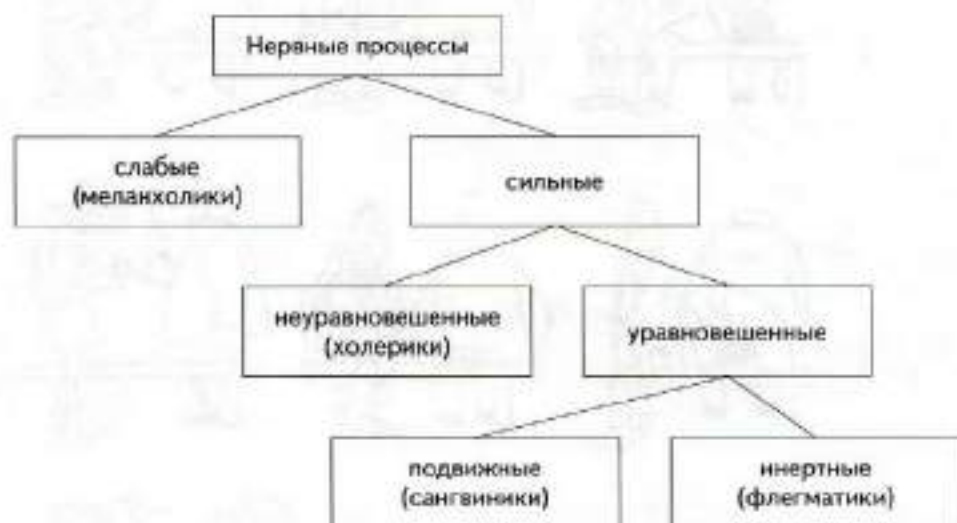 Нервные процессы
слабые
(меланхолики)
сильные
неуравновешенные
(холерики)
уравновешенные
подвижные
(сангвиники)
инертные
(флегматики)